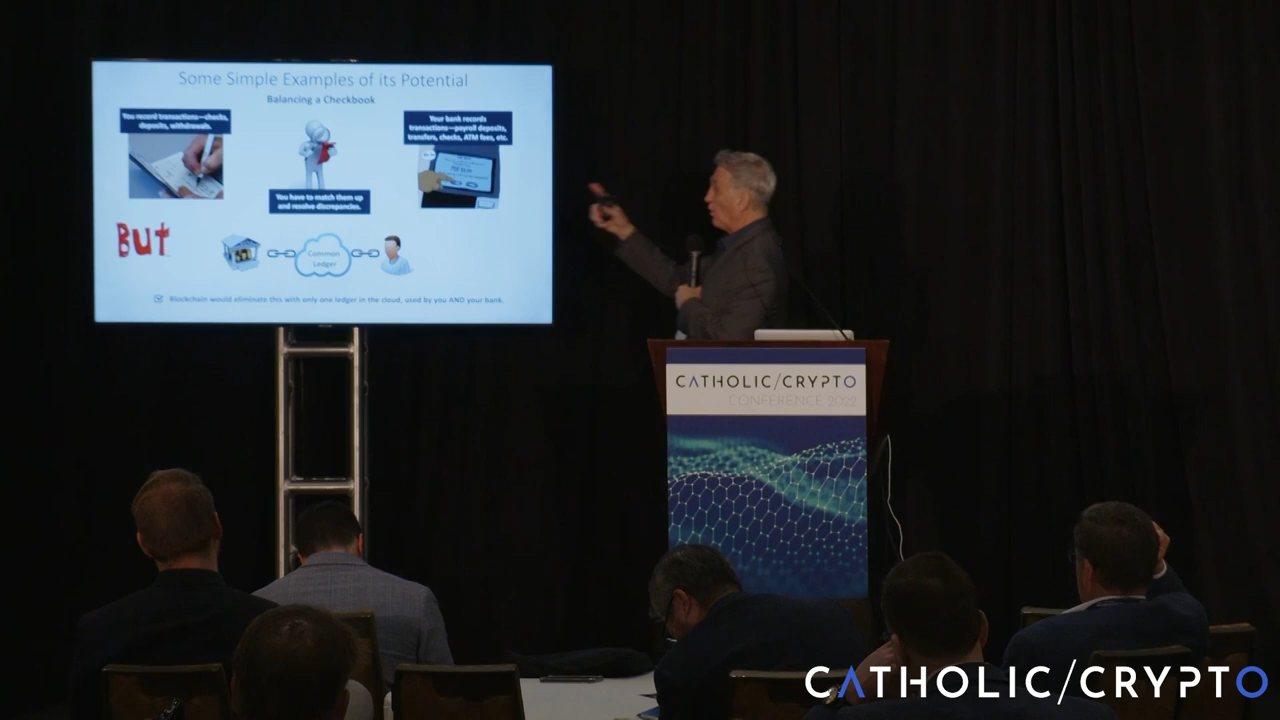 Some Simple Examples of its Potential
Balancing a Checkbook
You record transactions—checks,
deposits, withdrawals.
Your bank records
transactions—payroll deposits,
transfers, checks, ATM fees, etc.
You have to match them up
and resolve discrepancies.
BuT
Common
Ledger
Blockchain would eliminate this with only one ledger in the cloud, used by you AND your bank.
CATHOLIC/CRYPTO
CONFERENCE 2022
CATHOLIC/CRYPTO